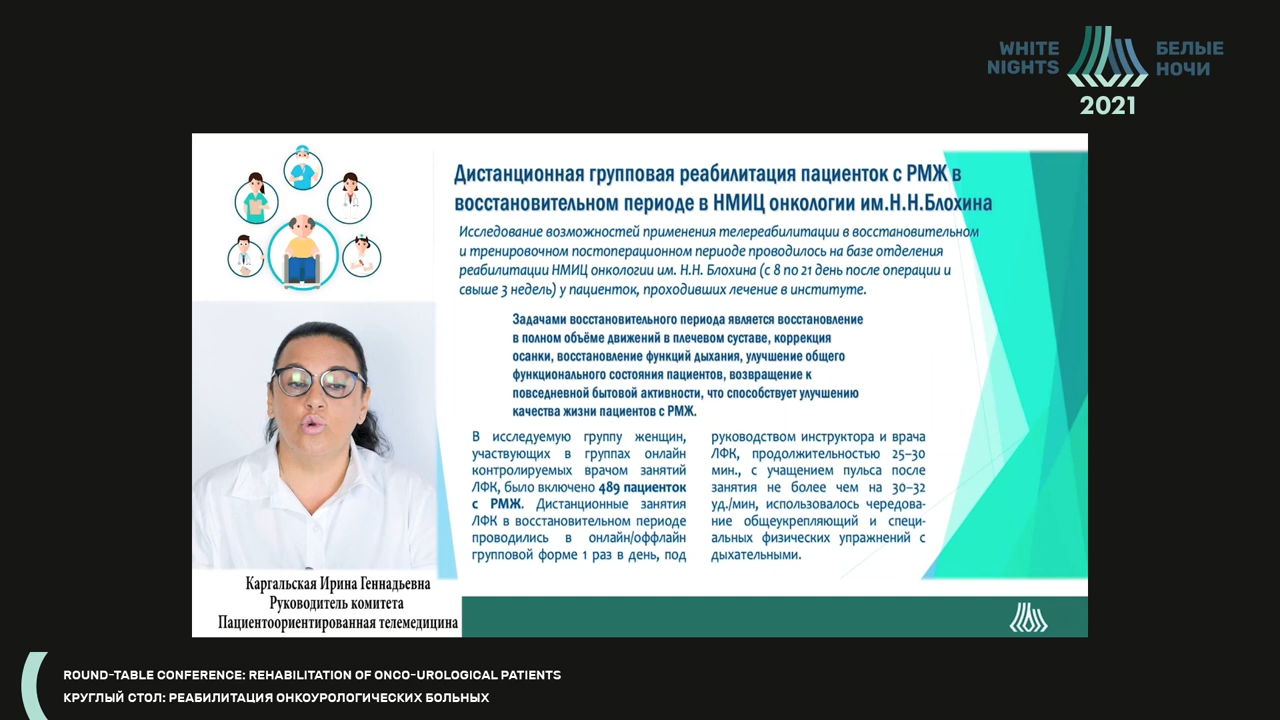 WHITE
NIGHTS
БЕЛЫЕ
НОЧИ
2021
Дистанционная групповая реабилитация пациенток с РМЖ в
восстановительном периоде в НМИЦ онкологии им.Н.Н.Блохина
Исследование возможностей применения телереабилитации в восстановительном
и тренировочном постоперационном периоде проводилось на базе отделения
реабилитации НМИЦ онкологии им. Н.Н. Блохина (с 8 по 21 день после операции и
свыше 3 недель) у пациенток, проходивших лечение в институте.
Задачами восстановительного периода является восстановление
в полном объёме движений в плечевом суставе, коррекция
осанки, восстановление функций дыхания, улучшение общего
функционального состояния пациентов, возвращение к
повседневной бытовой активности, что способствует улучшению
качества жизни пациентов с РМЖ.
В исследуемую группу женщин,
участвующих в группах онлайн
контролируемых врачом занятий
ЛФК, было включено 489 пациенток
с РМЖ. Дистанционные занятия
ЛФК в восстановительном периоде
проводились в онлайн/оффлайн
групповой форме 1 раз в день, под
руководством инструктора и врача
ЛФК, продолжительностью 25–30
мин., с учащением пульса после
занятия не более чем на 30–32
уд./мин, использовалось чередова-
ние общеукрепляющий и специ-
альных физических упражнений с
дыхательными.
Каргальская Ирина Геннадьевна
Руководитель комитета
Пациентоориентированная телемедицина
ROUND-TABLE CONFERENCE: REHABILITATION OF ONCO-UROLOGICAL PATIENTS
КРУГЛЫЙ СТОЛ: РЕАБИЛИТАЦИЯ ОНКОУРОЛОГИЧЕСКИХ БОЛЬНЫХ